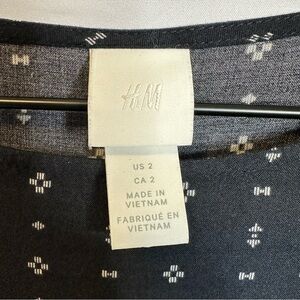 H&M
US 2
CA 2
MADE IN
VIETNAM
FABRIQUÉ EN
VIETNAM